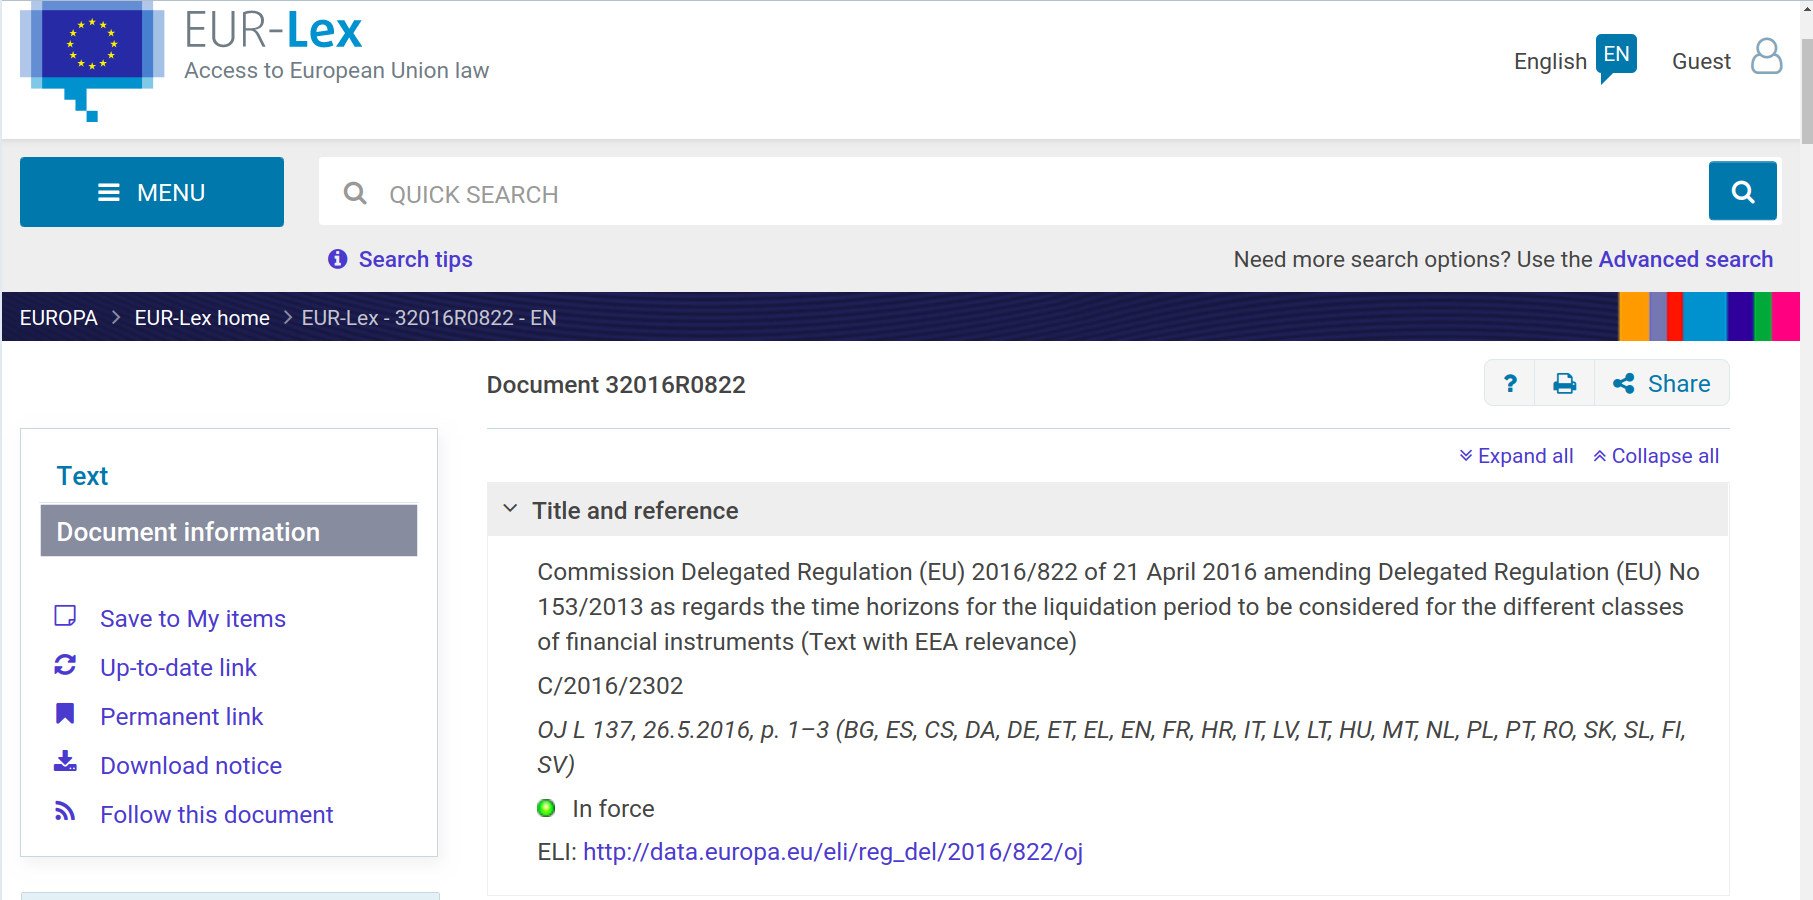 EUR-Lex
Access to European Union law
English EN
Guest
MENU
QUICK SEARCH
Search tips
Need more search options? Use the Advanced search
EUROPA > EUR-Lex home > EUR-Lex - 32016R0822 - EN
Document 32016R0822
? Share
Text
Document information
Save to My items
Up-to-date link
Permanent link
Download notice
Follow this document
Expand all Collapse all
Title and reference
Commission Delegated Regulation (EU) 2016/822 of 21 April 2016 amending Delegated Regulation (EU) No
153/2013 as regards the time horizons for the liquidation period to be considered for the different classes
of financial instruments (Text with EEA relevance)
C/2016/2302
OJ L 137, 26.5.2016, p. 1–3 (BG, ES, CS, DA, DE, ET, EL, EN, FR, HR, IT, LV, LT, HU, MT, NL, PL, PT, RO, SK, SL, FI,
SV)
In force
ELI: http://data.europa.eu/eli/reg_del/2016/822/oj